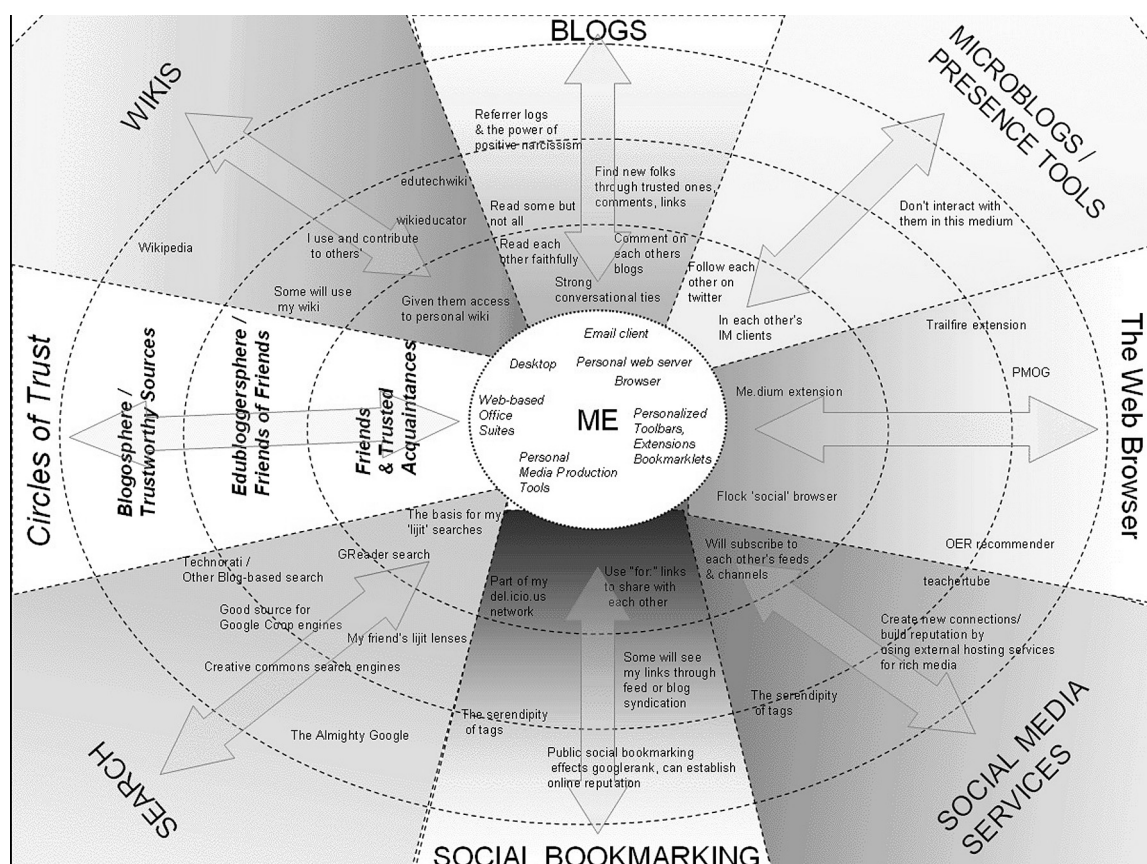 BLOGS
Referrer logs
& the power of
positive narcissism
Find new folks
through trusted ones,
comments, links
Read some but
not all
Read each
other faithfully
Comment on
each others
blogs
Strong
conversational ties
MICROBLOGS /
PRESENCE TOOLS
Don't interact with
them in this medium
Follow each
other on
twitter
In each other's
IM clients
The Web Browser
Trailfire extension
PMOG
Me.dium extension
Flock 'social' browser
OER recommender
SOCIAL MEDIA
SERVICES
Will subscribe to
each other's feeds
& channels
teachertube
Create new connections/
build reputation by
using external hosting services
for rich media
The serendipity
of tags
SOCIAL BOOKMARKING
Part of my
del.icio.us
network
Use "for:" links
to share with
each other
Some will see
my links through
feed or blog
syndication
The serendipity
of tags
Public social bookmarking
effects googlerank, can establish
online reputation
SEARCH
The basis for my
'lijit' searches
GReader search
Technorati /
Other Blog-based search
Good source for
Google Coop engines
My friend's lijit lenses
Creative commons search engines
The Almighty Google
Circles of Trust
Blogosphere /
Trustworthy Sources
Edubloggersphere /
Friends of Friends
Friends
& Trusted
Acquaintances
WIKIS
edutechwiki
wikieducator
Wikipedia
I use and contribute
to others'
Some will use
my wiki
Given them access
to personal wiki
Email client
Desktop
Personal web server
Browser
Web-based
Office
Suites
ME
Personalized
Toolbars,
Extensions
Bookmarklets
Personal
Media Production
Tools